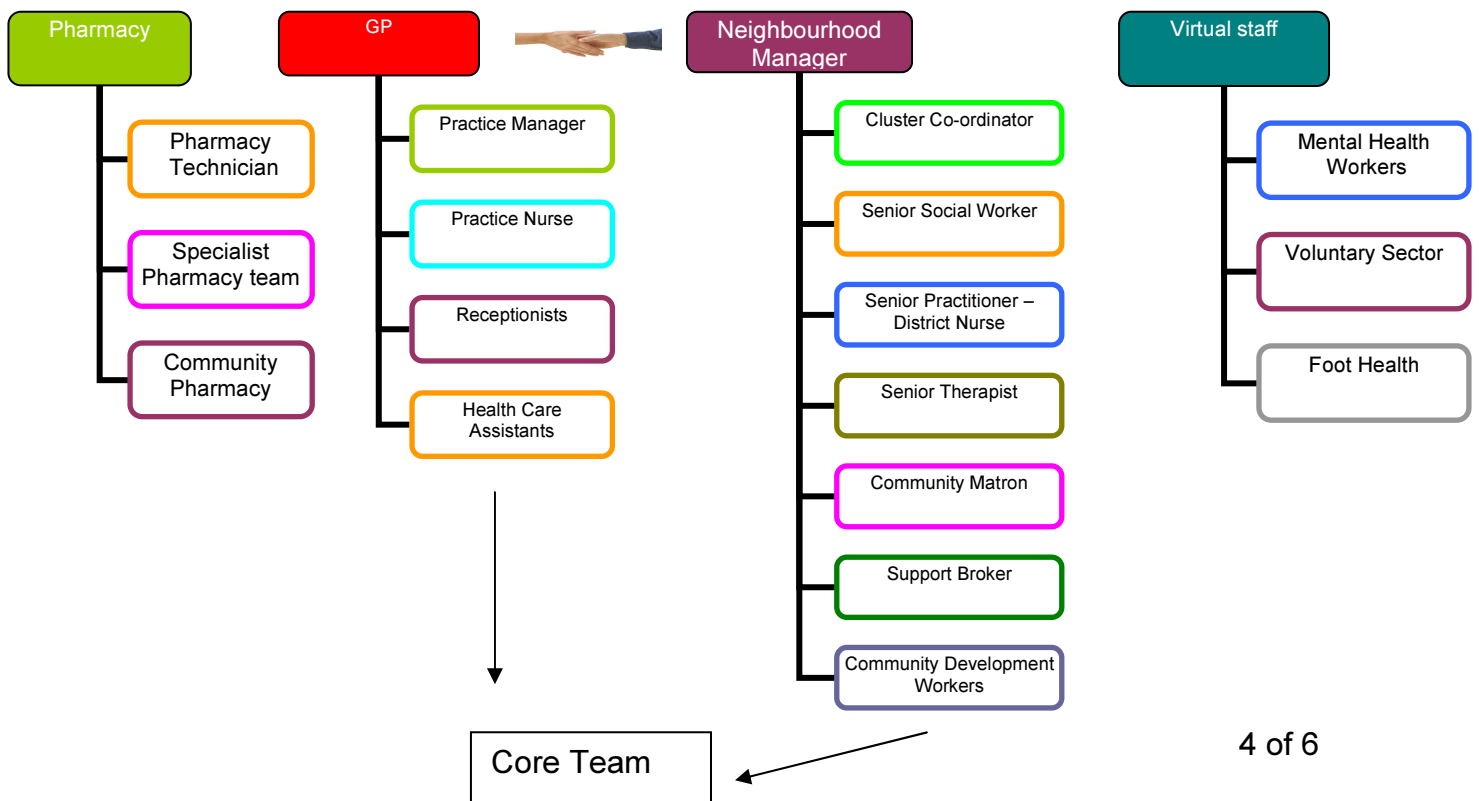 Pharmacy
Pharmacy
Technician
Specialist
Pharmacy team
Community
Pharmacy
GP
Practice Manager
Practice Nurse
Receptionists
Health Care
Assistants
Neighbourhood
Manager
Cluster Co-ordinator
Senior Social Worker
Senior Practitioner –
District Nurse
Senior Therapist
Community Matron
Support Broker
Community Development
Workers
Virtual staff
Mental Health
Workers
Voluntary Sector
Foot Health
Core Team
4 of 6